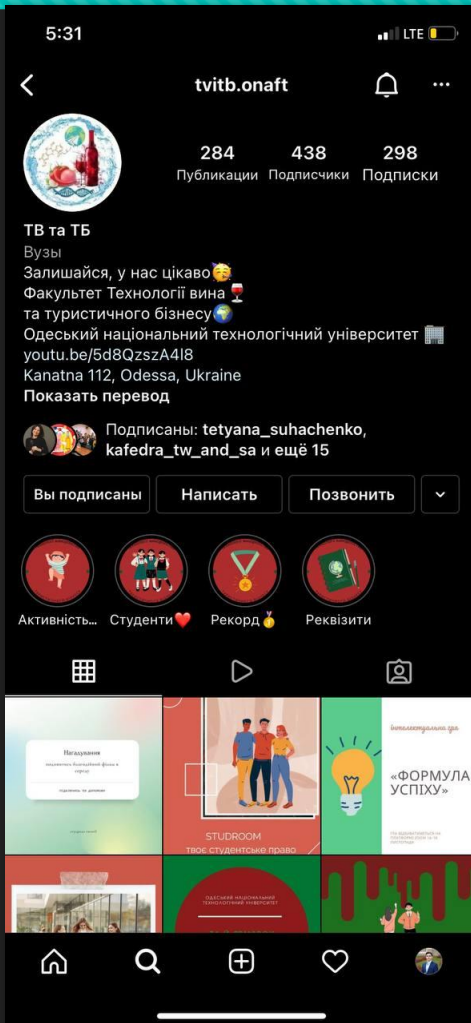 5:31
LTE
tvitb.onaft
284 438 298
Публикации Подписчики Подписки
ТВ та ТБ
Вузы
Залишайся, у нас цікаво🥳
Факультет Технології вина🍷
та туристичного бізнесу🌍
Одеський національний технологічний університет 🏢
youtu.be/5d8QzszA4l8
Kanatna 112, Odessa, Ukraine
Показать перевод
Подписаны: tetyana_suhachenko,
kafedra_tw_and_sa и ещё 15
Вы подписаны Написать Позвонить
Активність... Студенти❤️ Рекорд🥇 Реквізити
Нагадування
інтелектуальна гра
«ФОРМУЛА
УСПІХУ»
STUDROOM
твоє студентське право
ОДЕСЬКИЙ НАЦІОНАЛЬНИЙ
ТЕХНОЛОГІЧНИЙ УНІВЕРСИТЕТ